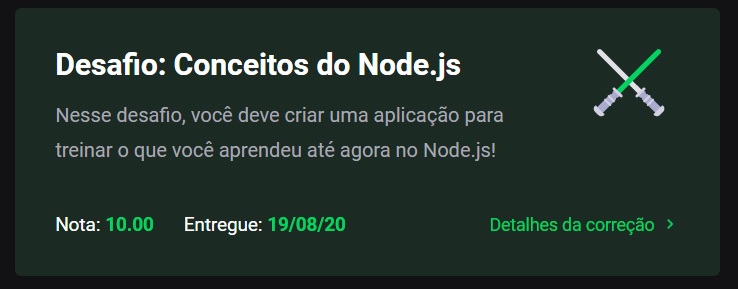 Desafio: Conceitos do Node.js
Nesse desafio, você deve criar uma aplicação para
treinar o que você aprendeu até agora no Node.js!
Nota: 10.00 Entregue: 19/08/20 Detalhes da correção >